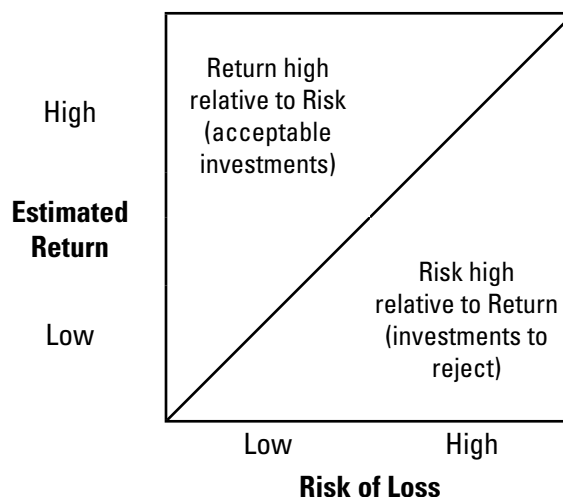 Return high
relative to Risk
(acceptable
investments)
High
Estimated
Return
Risk high
relative to Return
(investments to
reject)
Low
Low High
Risk of Loss